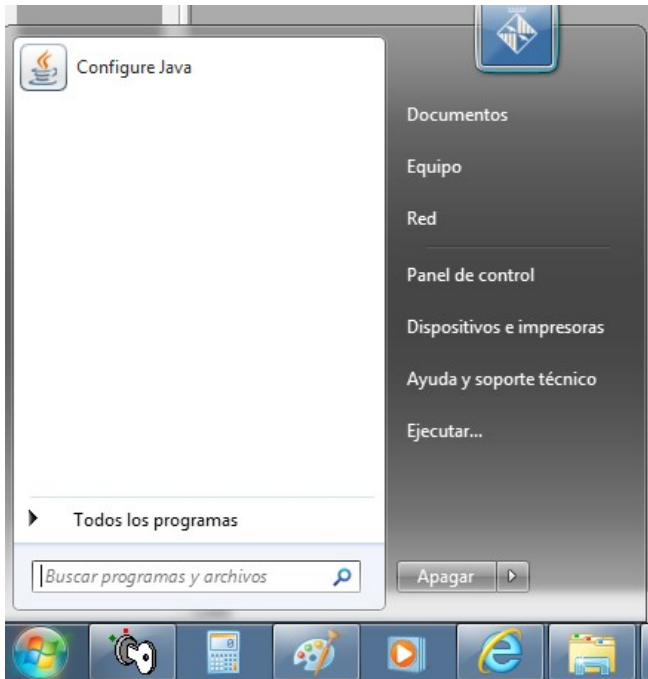 Configure Java
Todos los programas
Buscar programas y archivos
Documentos
Equipo
Red
Panel de control
Dispositivos e impresoras
Ayuda y soporte técnico
Ejecutar...
Apagar